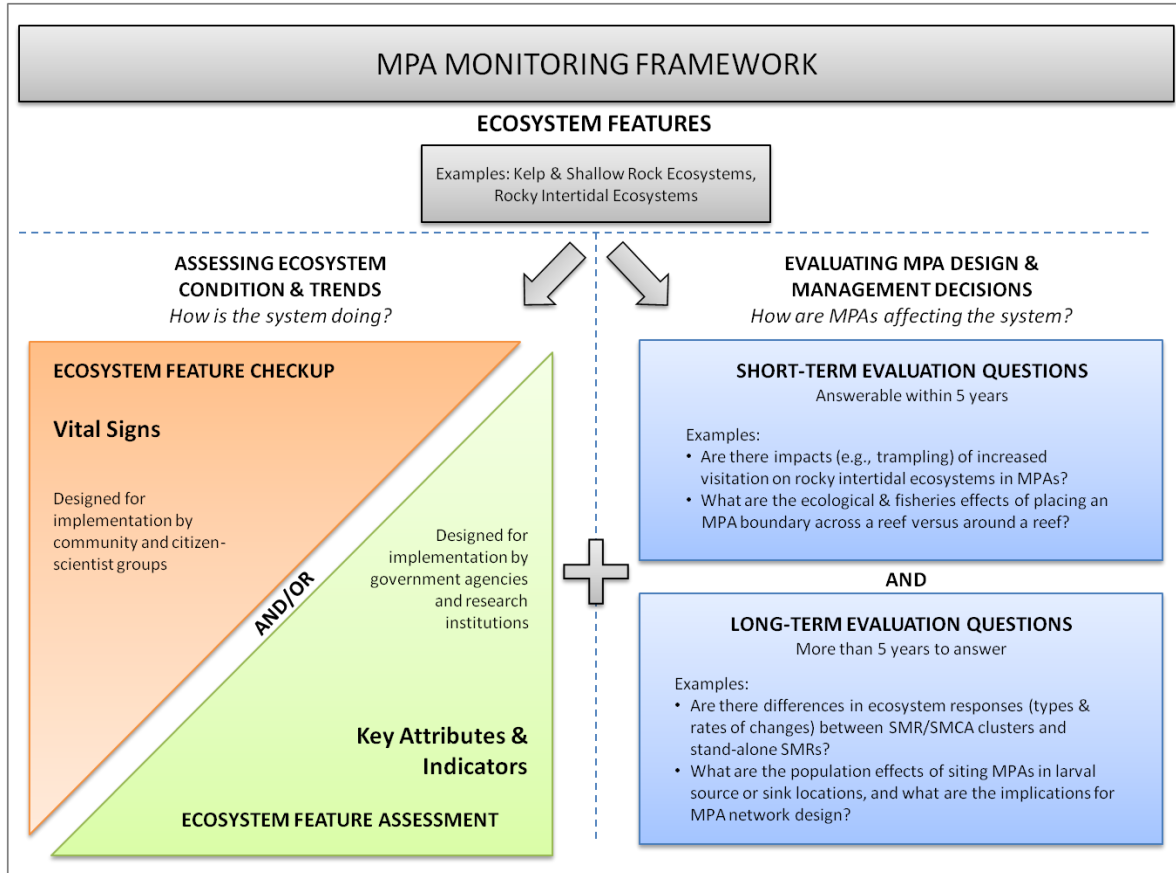 MPA MONITORING FRAMEWORK
ECOSYSTEM FEATURES
Examples: Kelp & Shallow Rock Ecosystems,
Rocky Intertidal Ecosystems
ASSESSING ECOSYSTEM
CONDITION & TRENDS
How is the system doing?
ECOSYSTEM FEATURE CHECKUP
Vital Signs
Designed for
implementation by
community and citizen-
scientist groups
AND/OR
Designed for
implementation by
government agencies
and research
institutions
Key Attributes &
Indicators
ECOSYSTEM FEATURE ASSESSMENT
EVALUATING MPA DESIGN &
MANAGEMENT DECISIONS
How are MPAs affecting the system?
SHORT-TERM EVALUATION QUESTIONS
Answerable within 5 years
Examples:
• Are there impacts (e.g., trampling) of increased
visitation on rocky intertidal ecosystems in MPAs?
• What are the ecological & fisheries effects of placing an
MPA boundary across a reef versus around a reef?
AND
LONG-TERM EVALUATION QUESTIONS
More than 5 years to answer
Examples:
• Are there differences in ecosystem responses (types &
rates of changes) between SMR/SMCA clusters and
stand-alone SMRs?
• What are the population effects of siting MPAs in larval
source or sink locations, and what are the implications for
MPA network design?